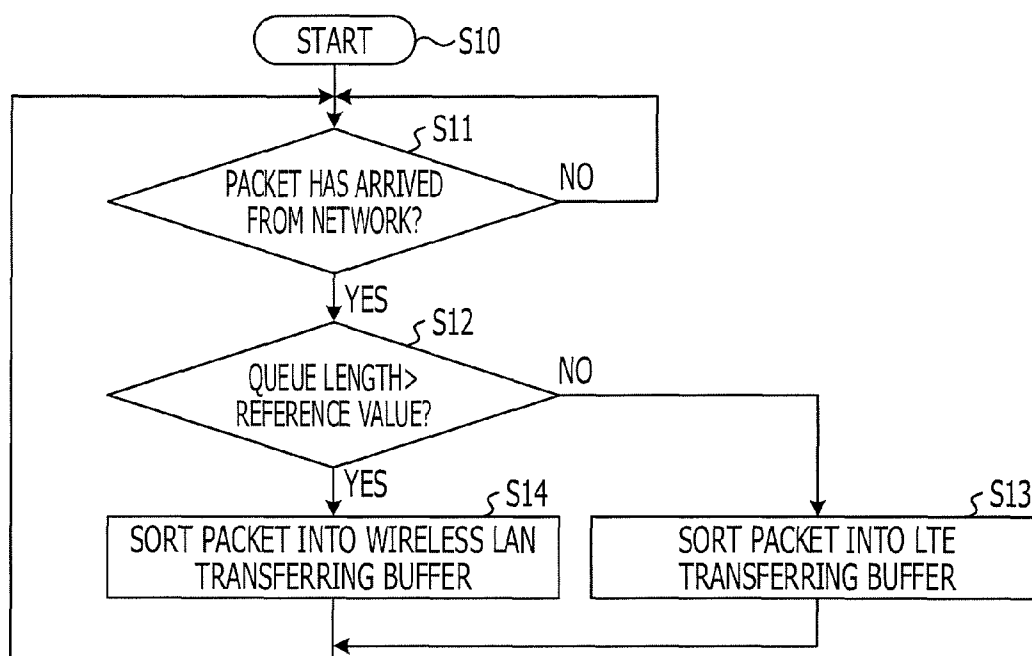 START
S10
S11
PACKET HAS ARRIVED
FROM NETWORK?
NO
YES
S12
QUEUE LENGTH>
REFERENCE VALUE?
NO
YES
S14
SORT PACKET INTO WIRELESS LAN
TRANSFERRING BUFFER
S13
SORT PACKET INTO LTE
TRANSFERRING BUFFER